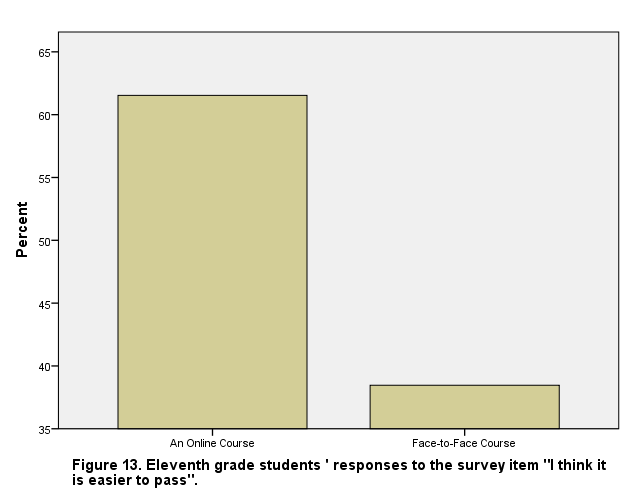 65
60
55
50
45
40
35
Percent
An Online Course
Face-to-Face Course
Figure 13. Eleventh grade students ' responses to the survey item "I think it
is easier to pass".